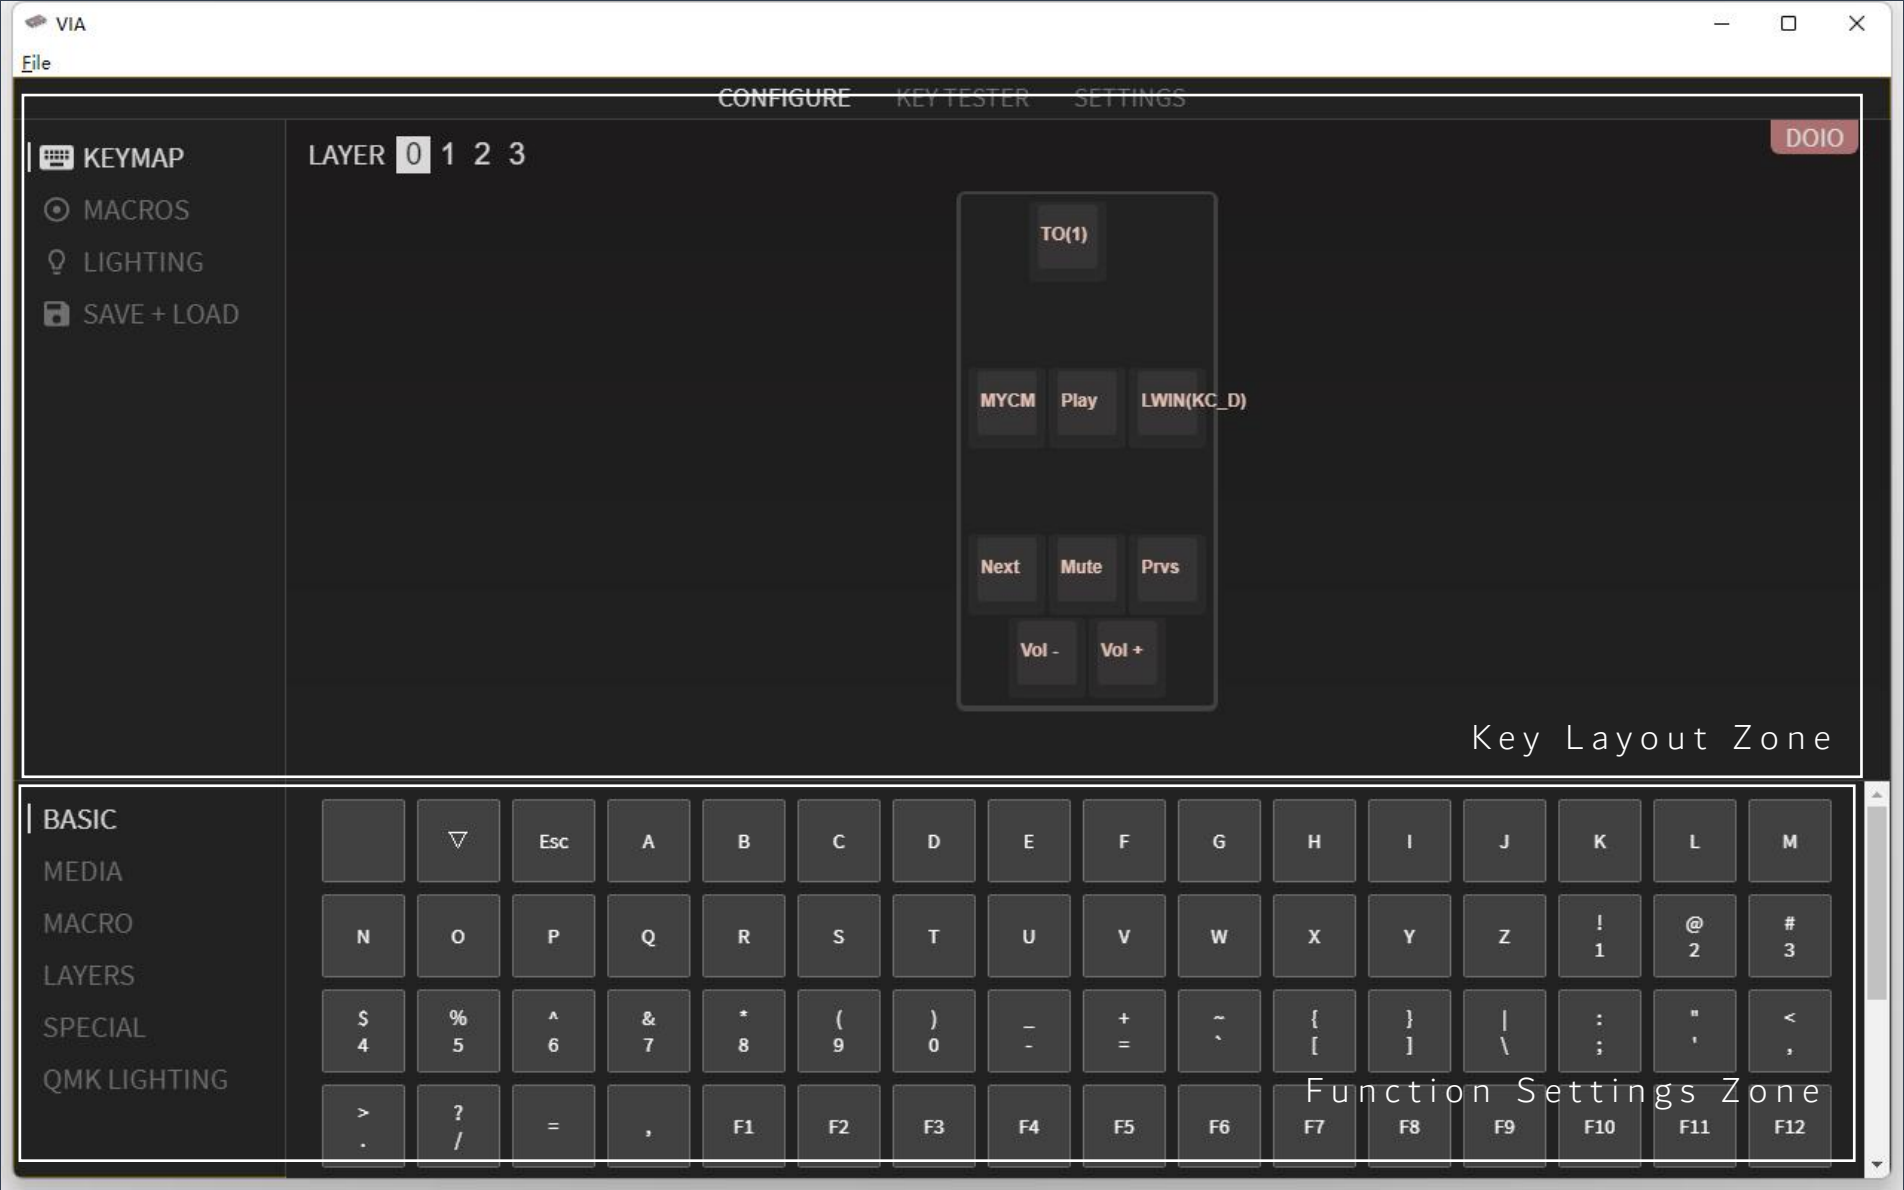 VIA
File
CONFIGURE KEY TESTER SETTINGS
KEYMAP
MACROS
LIGHTING
SAVE + LOAD
LAYER 0 1 2 3
DOIO
TO(1)
MYCM Play LWIN(KC_D)
Next Mute Prvs
Vol - Vol +
Key Layout Zone
BASIC
MEDIA
MACRO
LAYERS
SPECIAL
QMK LIGHTING
▽ Esc A B C D E F G H I J K L M
N O P Q R S T U V W X Y Z ! @ #
1 2 3
$ % ^ & * ( ) _ + ~ { } | : " <
4 5 6 7 8 9 0 - = ` [ ] \ ; ' ,
Function Settings Zone
> ?
. / = , F1 F2 F3 F4 F5 F6 F7 F8 F9 F10 F11 F12